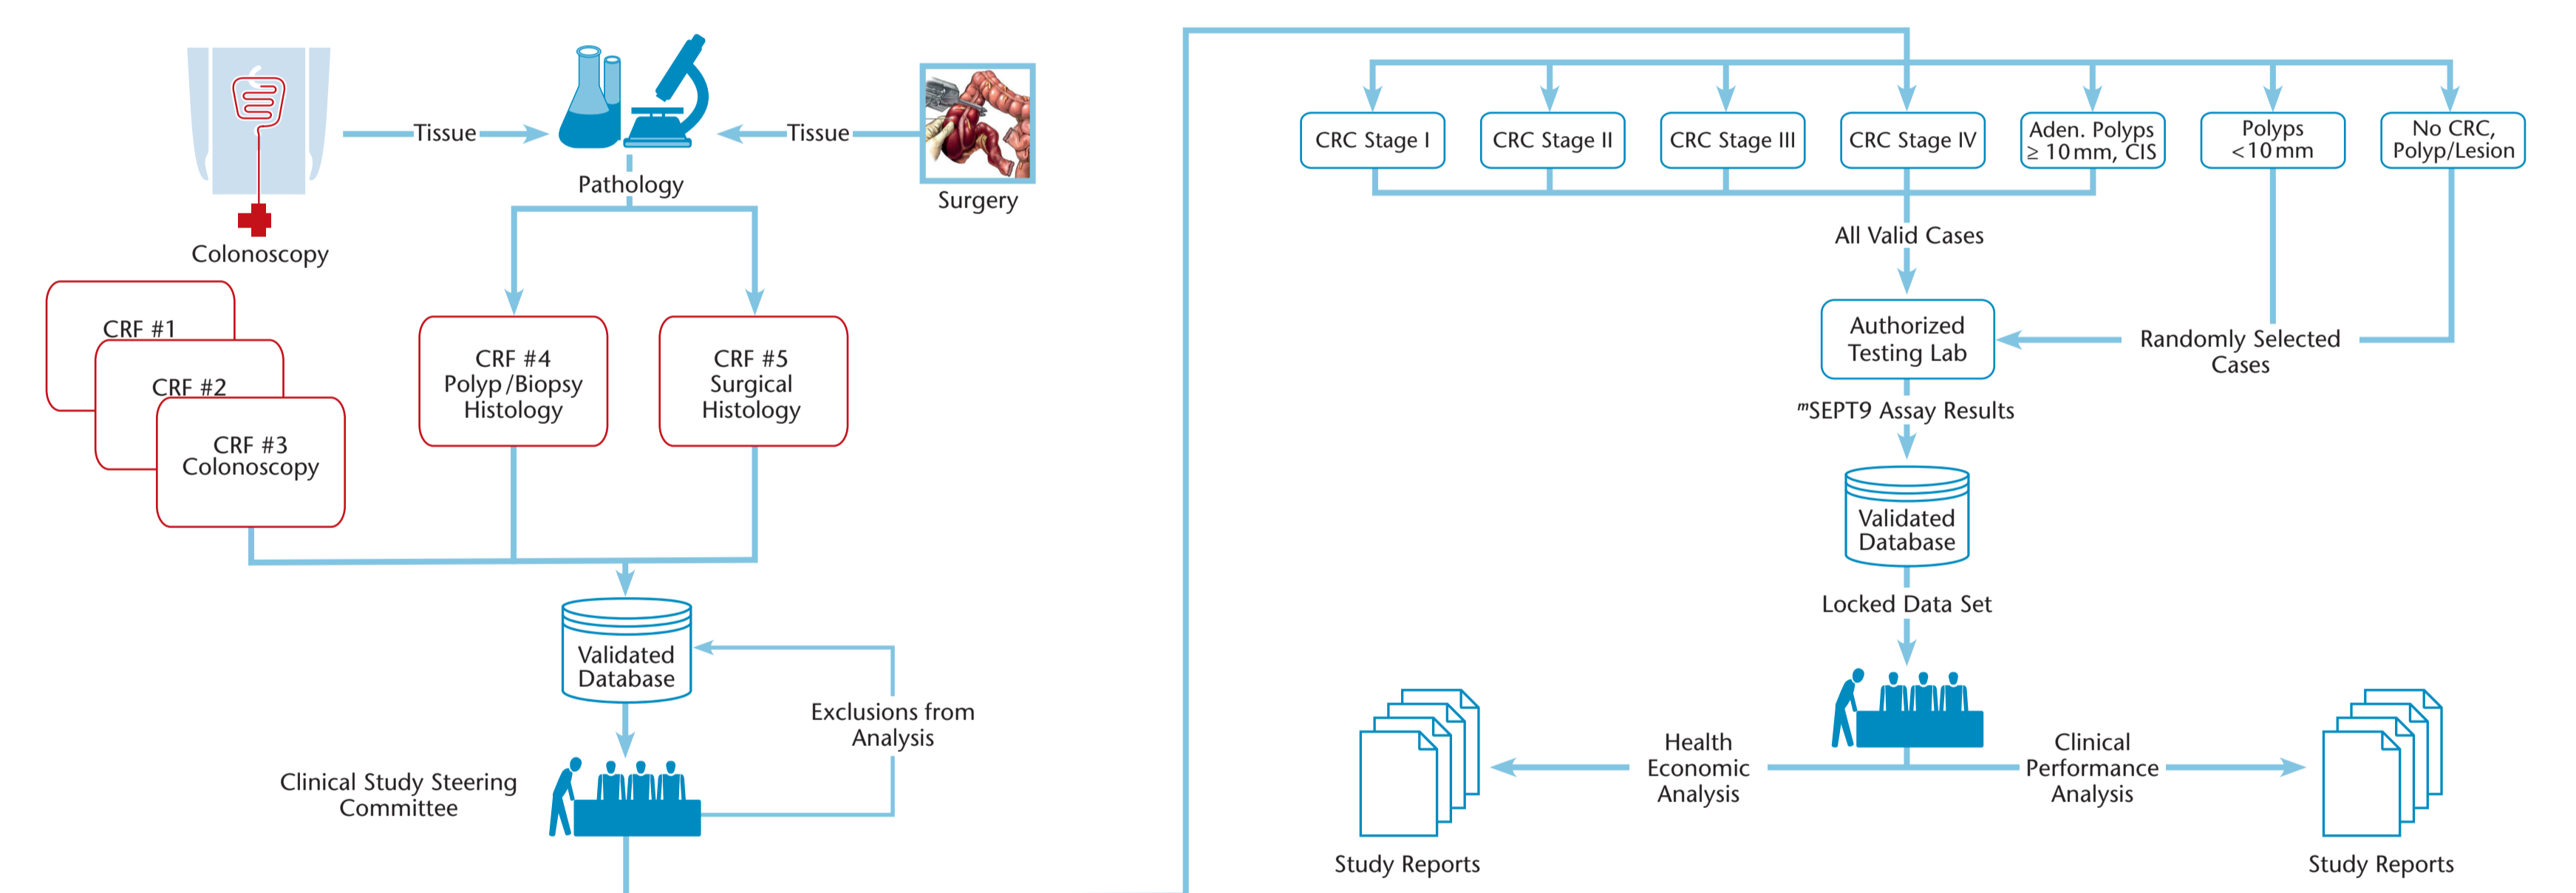 Tissue
Tissue
Pathology
Surgery
Colonoscopy
CRF #1
CRF #2
CRF #3
Colonoscopy
CRF #4
Polyp/Biopsy
Histology
CRF #5
Surgical
Histology
Validated
Database
Exclusions from
Analysis
Clinical Study Steering
Committee
CRC Stage I
CRC Stage II
CRC Stage III
CRC Stage IV
Aden. Polyps
≥ 10 mm, CIS
Polyps
<10 mm
No CRC,
Polyp/Lesion
All Valid Cases
Authorized
Testing Lab
Randomly Selected
Cases
mSEPT9 Assay Results
Validated
Database
Locked Data Set
Health
Economic
Analysis
Clinical
Performance
Analysis
Study Reports
Study Reports